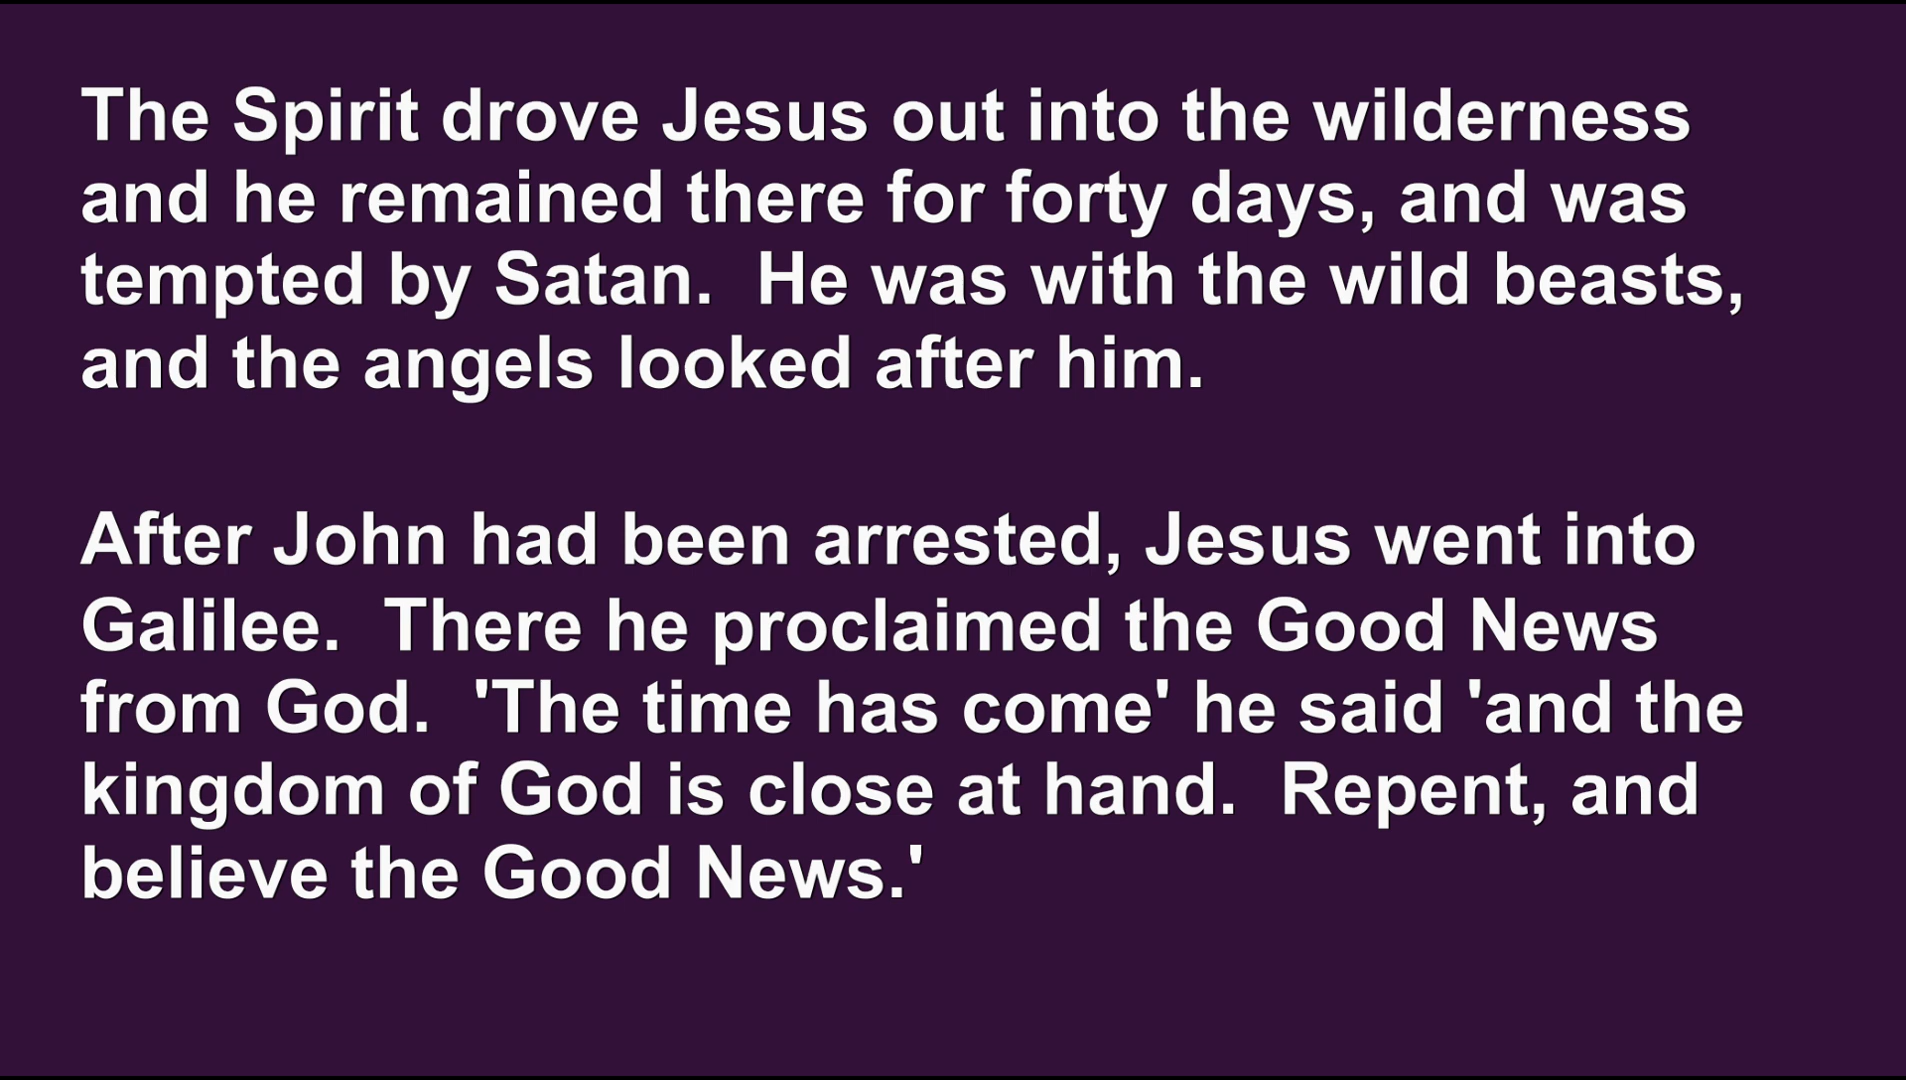 The Spirit drove Jesus out into the wilderness
and he remained there for forty days, and was
tempted by Satan.  He was with the wild beasts,
and the angels looked after him.
After John had been arrested, Jesus went into
Galilee.  There he proclaimed the Good News
from God.  'The time has come' he said 'and the
kingdom of God is close at hand.  Repent, and
believe the Good News.'